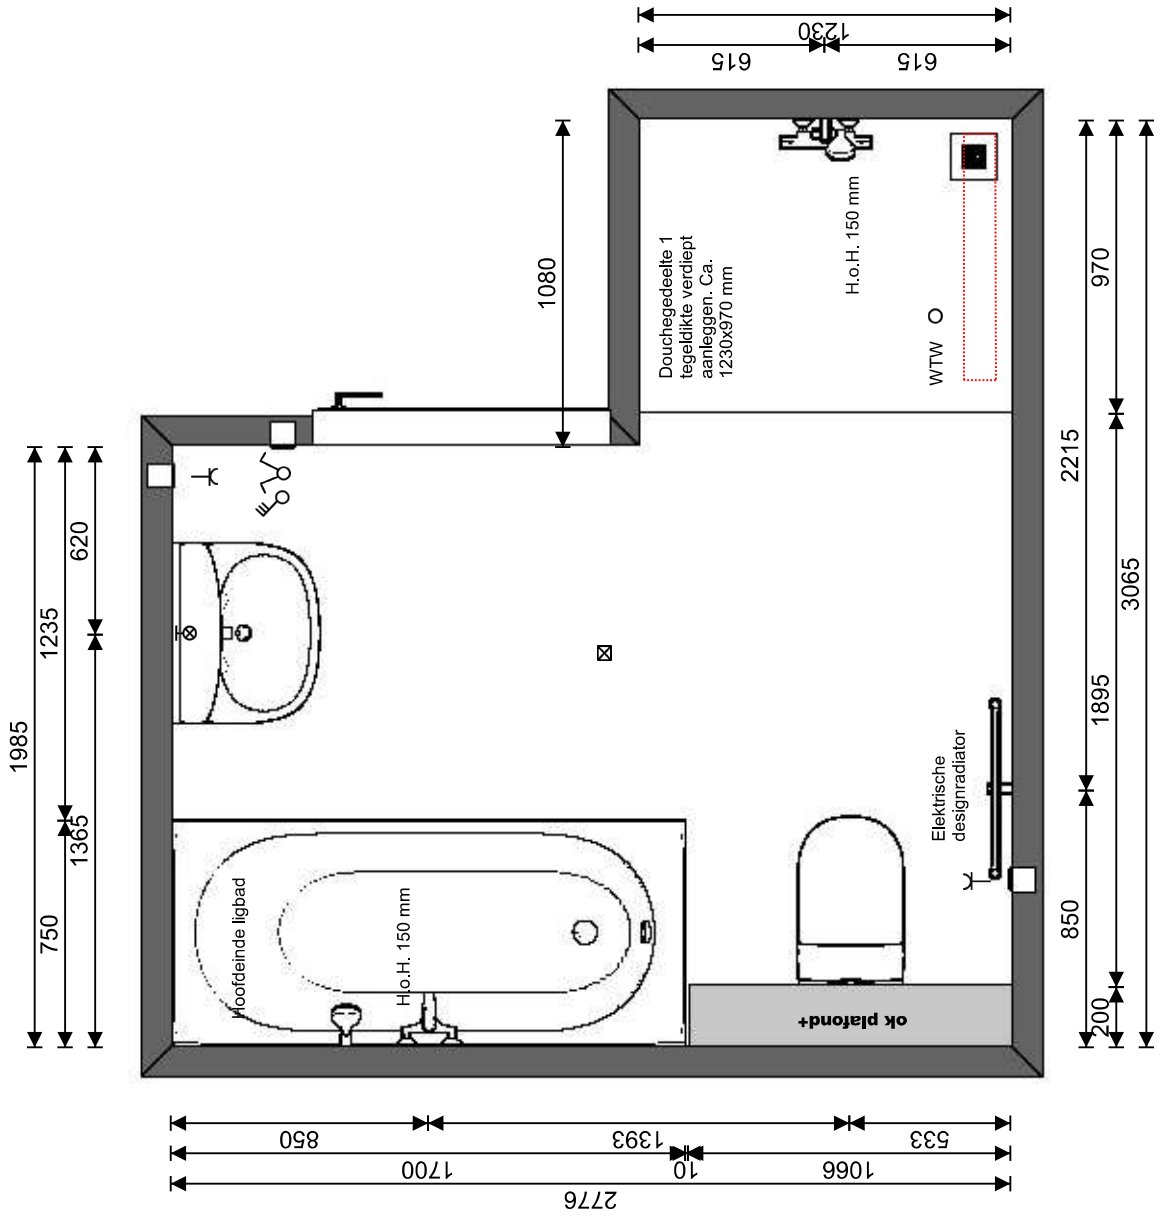 1230
615
615
1080
Douchegedeelte 1
tegeldikte verdiept
aanleggen. Ca.
1230x970 mm
H.o.H. 150 mm
WTW
970
2215
3065
1895
850
200
620
1235
1985
1365
750
Hoofdeinde ligbad
H.o.H. 150 mm
Elektrische
designradiator
ok plafond+
850
1393
533
1700
10
1066
2776